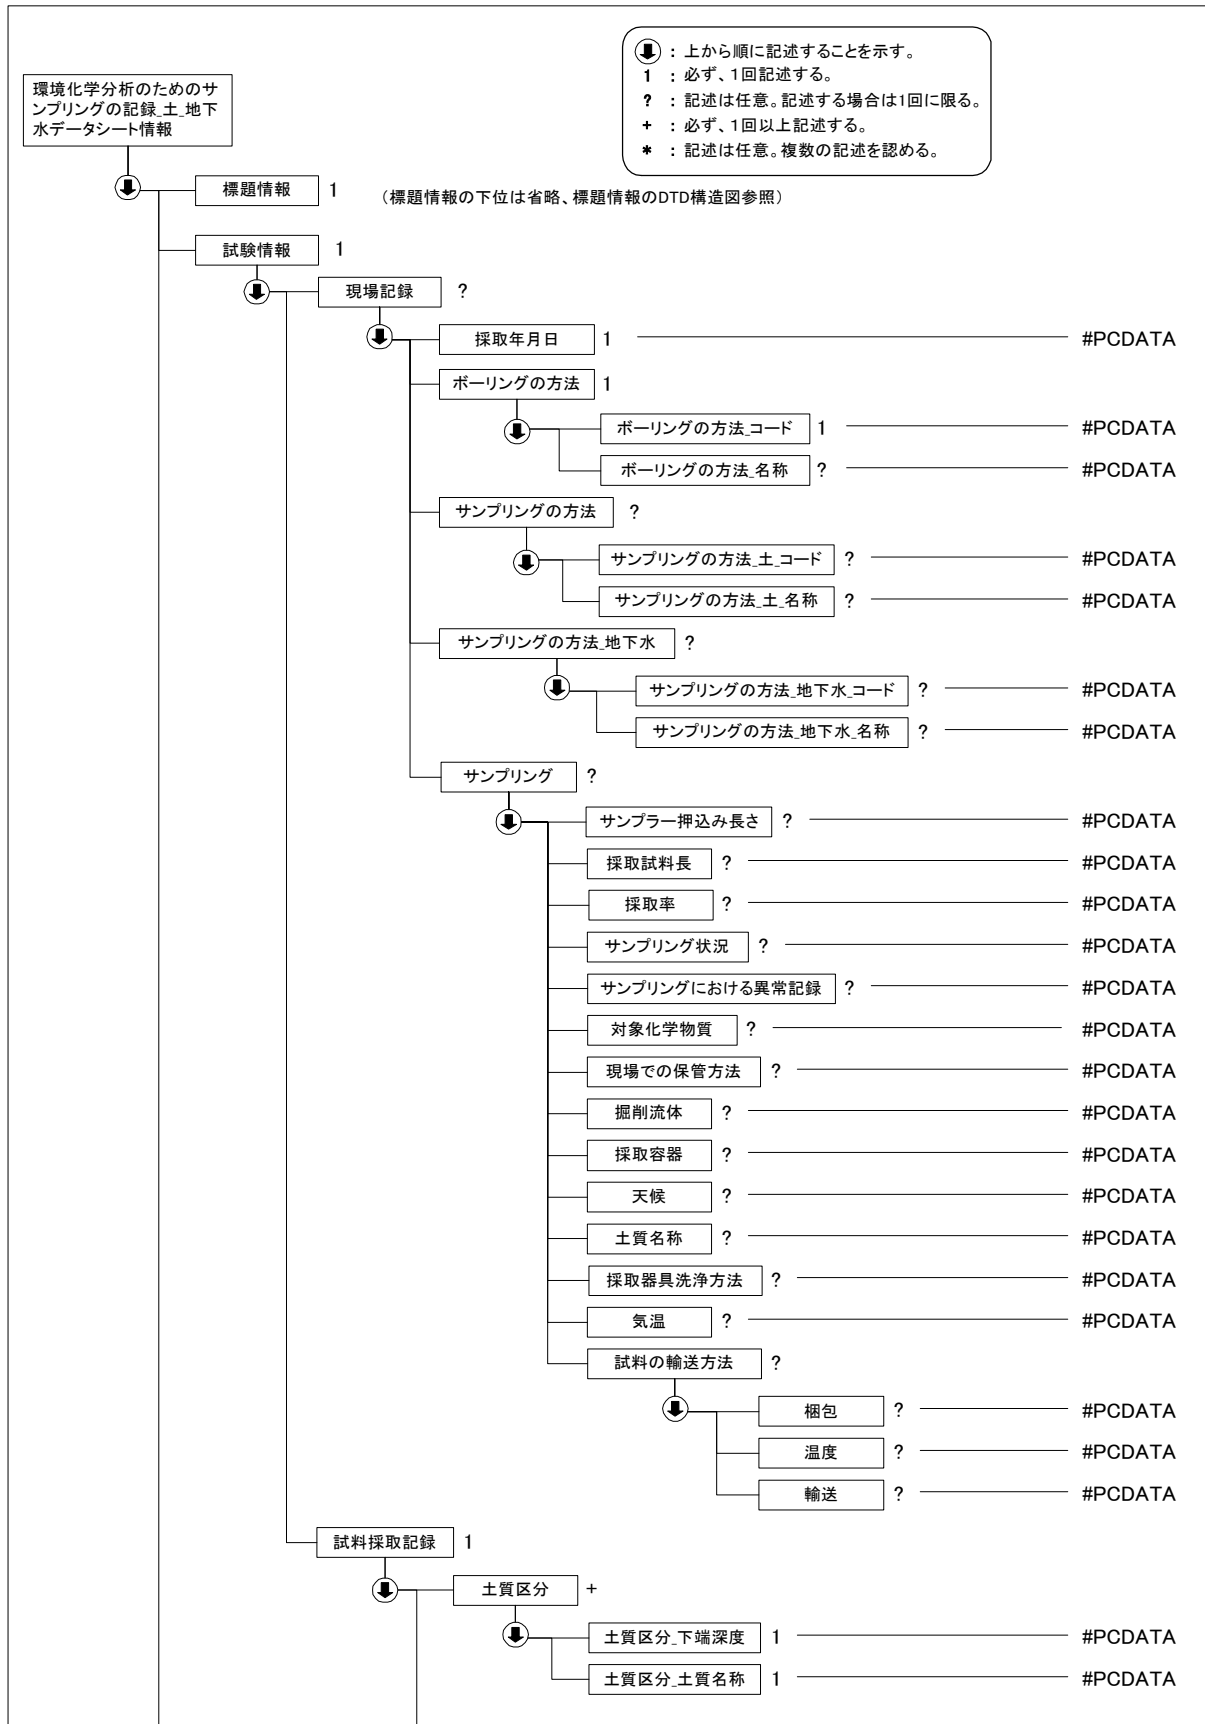 ： 上から順に記述することを示す。
1 ： 必ず、1回記述する。
? ： 記述は任意。記述する場合は1回に限る。
+ ： 必ず、1回以上記述する。
* ： 記述は任意。複数の記述を認める。
環境化学分析のためのサ
ンプリングの記録_土_地下
水データシート情報
標題情報 1 （標題情報の下位は省略、標題情報のDTD構造図参照）
試験情報 1
現場記録 ?
採取年月日 1 #PCDATA
ボーリングの方法 1
ボーリングの方法_コード 1 #PCDATA
ボーリングの方法_名称 ? #PCDATA
サンプリングの方法 ?
サンプリングの方法_土_コード ? #PCDATA
サンプリングの方法_土_名称 ? #PCDATA
サンプリングの方法_地下水 ?
サンプリングの方法_地下水_コード ? #PCDATA
サンプリングの方法_地下水_名称 ? #PCDATA
サンプリング ?
サンプラー押込み長さ ? #PCDATA
採取試料長 ? #PCDATA
採取率 ? #PCDATA
サンプリング状況 ? #PCDATA
サンプリングにおける異常記録 ? #PCDATA
対象化学物質 ? #PCDATA
現場での保管方法 ? #PCDATA
掘削流体 ? #PCDATA
採取容器 ? #PCDATA
天候 ? #PCDATA
土質名称 ? #PCDATA
採取器具洗浄方法 ? #PCDATA
気温 ? #PCDATA
試料の輸送方法 ?
梱包 ? #PCDATA
温度 ? #PCDATA
輸送 ? #PCDATA
試料採取記録 1
土質区分 +
土質区分_下端深度 1 #PCDATA
土質区分_土質名称 1 #PCDATA